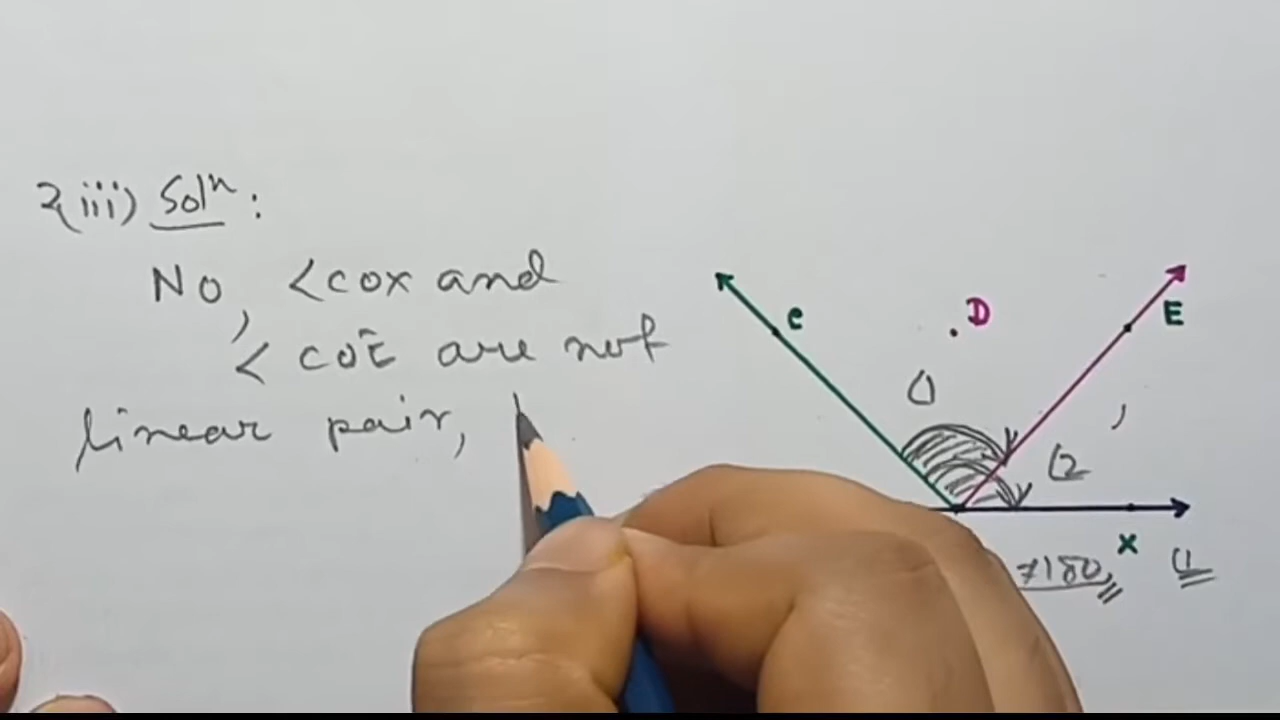 2(iii) Solⁿ :
No, <cox and
< COE are not
linear pair,
C
D
E
(2
≠180,
x
(1